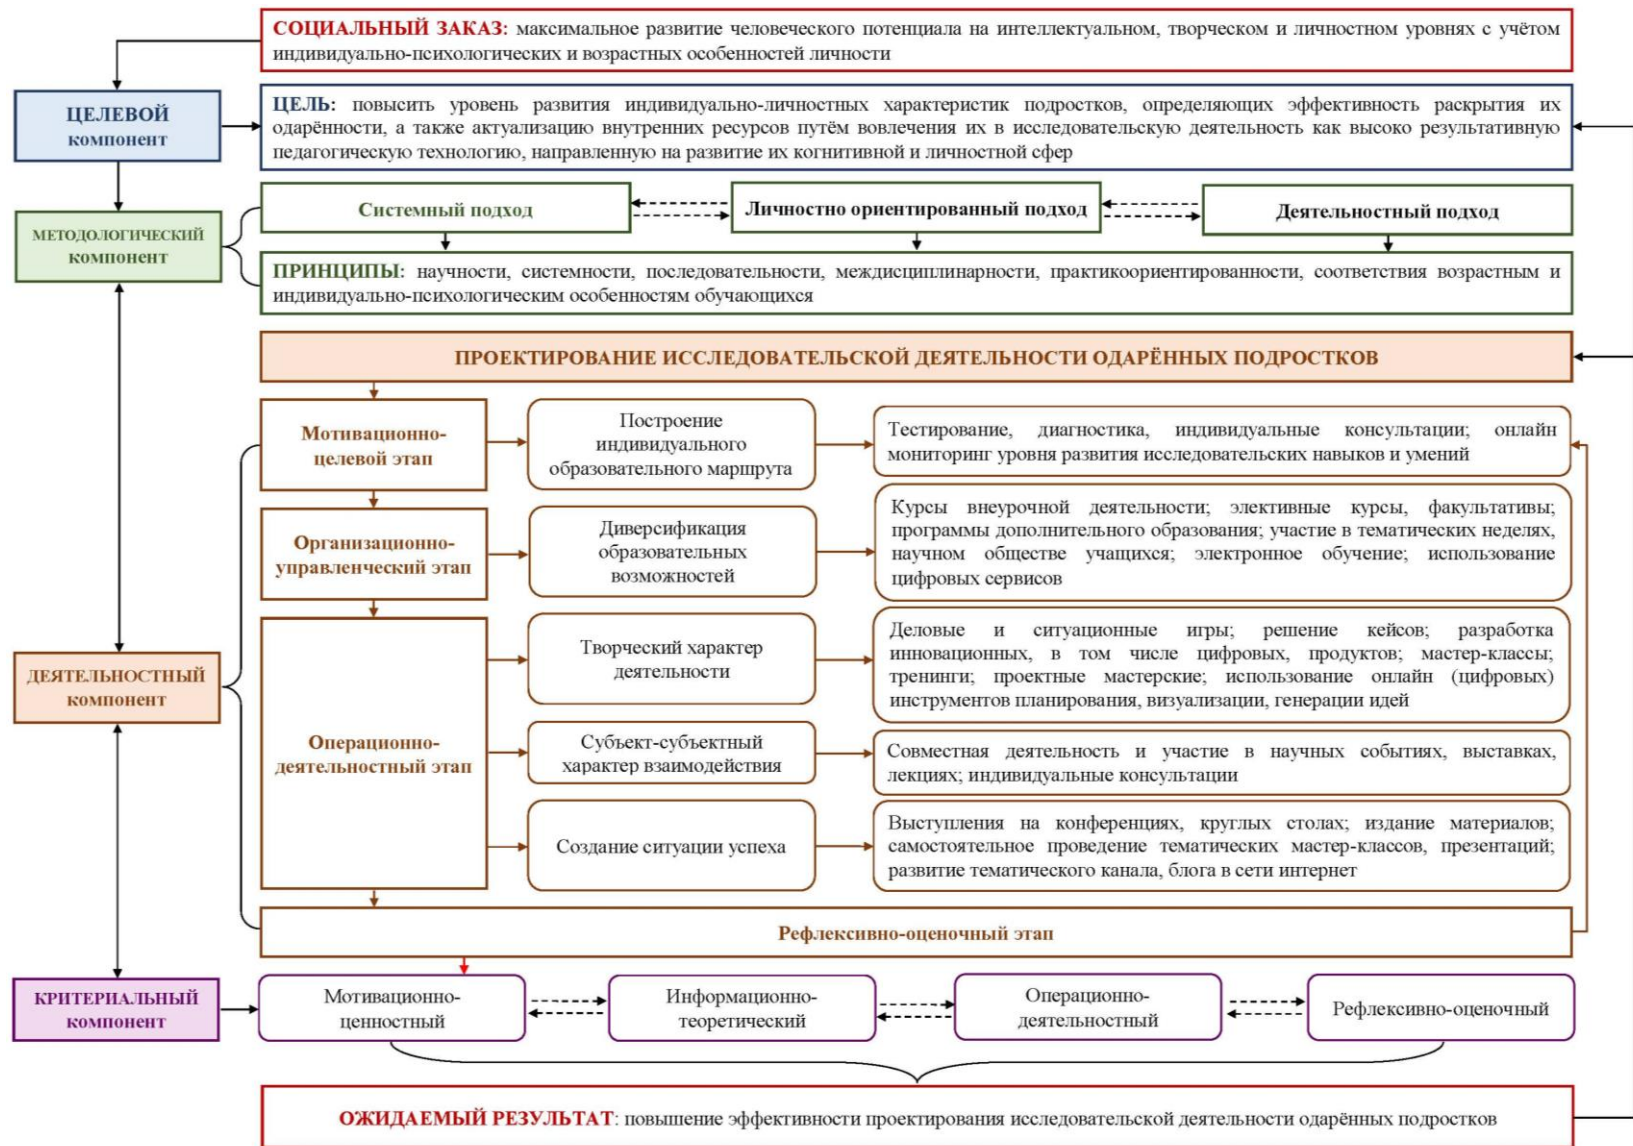 СОЦИАЛЬНЫЙ ЗАКАЗ: максимальное развитие человеческого потенциала на интеллектуальном, творческом и личностном уровнях с учётом
индивидуально-психологических и возрастных особенностей личности
ЦЕЛЕВОЙ
компонент
ЦЕЛЬ: повысить уровень развития индивидуально-личностных характеристик подростков, определяющих эффективность раскрытия их
одарённости, а также актуализацию внутренних ресурсов путём вовлечения их в исследовательскую деятельность как высоко результативную
педагогическую технологию, направленную на развитие их когнитивной и личностной сфер
МЕТОДОЛОГИЧЕСКИЙ
компонент
Системный подход
Личностно ориентированный подход
Деятельностный подход
ПРИНЦИПЫ: научности, системности, последовательности, междисциплинарности, практикоориентированности, соответствия возрастным и
индивидуально-психологическим особенностям обучающихся
ПРОЕКТИРОВАНИЕ ИССЛЕДОВАТЕЛЬСКОЙ ДЕЯТЕЛЬНОСТИ ОДАРЁННЫХ ПОДРОСТКОВ
ДЕЯТЕЛЬНОСТНЫЙ
компонент
Мотивационно-
целевой этап
Построение
индивидуального
образовательного маршрута
Тестирование, диагностика, индивидуальные консультации; онлайн
мониторинг уровня развития исследовательских навыков и умений
Организационно-
управленческий этап
Диверсификация
образовательных
возможностей
Курсы внеурочной деятельности; элективные курсы, факультативы;
программы дополнительного образования; участие в тематических неделях,
научном обществе учащихся; электронное обучение; использование
цифровых сервисов
Операционно-
деятельностный этап
Творческий характер
деятельности
Деловые и ситуационные игры; решение кейсов; разработка
инновационных, в том числе цифровых, продуктов; мастер-классы;
тренинги; проектные мастерские; использование онлайн (цифровых)
инструментов планирования, визуализации, генерации идей
Субъект-субъектный
характер взаимодействия
Совместная деятельность и участие в научных событиях, выставках,
лекциях; индивидуальные консультации
Создание ситуации успеха
Выступления на конференциях, круглых столах; издание материалов;
самостоятельное проведение тематических мастер-классов, презентаций;
развитие тематического канала, блога в сети интернет
Рефлексивно-оценочный этап
КРИТЕРИАЛЬНЫЙ
компонент
Мотивационно-
ценностный
Информационно-
теоретический
Операционно-
деятельностный
Рефлексивно-оценочный
ОЖИДАЕМЫЙ РЕЗУЛЬТАТ: повышение эффективности проектирования исследовательской деятельности одарённых подростков